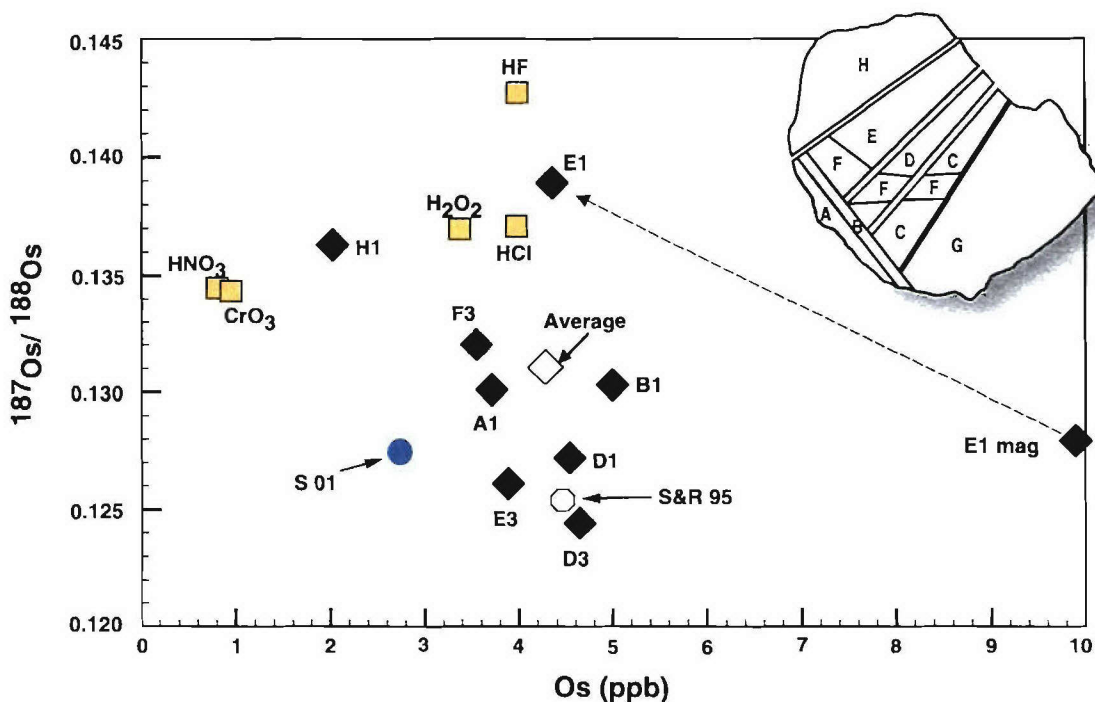 0.145
0.140
0.135
0.130
0.125
0.120
187Os/ 188Os
0 1 2 3 4 5 6 7 8 9 10
Os (ppb)
HF
E1
H2O2
HCl
H1
HNO3
CrO3
F3
Average
A1
B1
S 01
D1
E3
S&R 95
D3
E1 mag
H
E
F
D
C
F
F
A
B
C
G